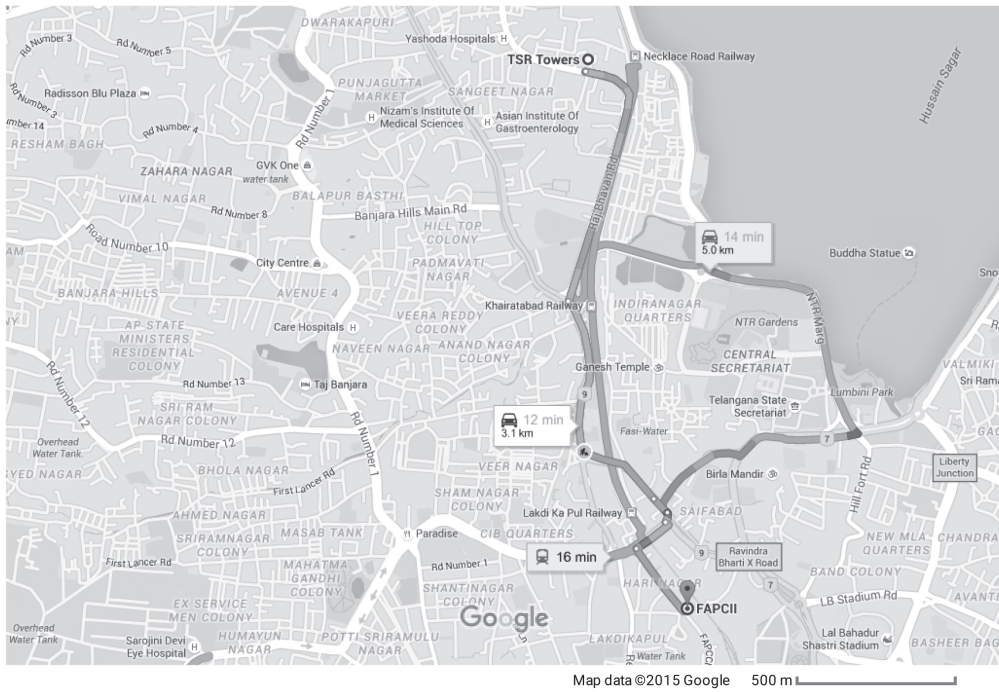 DWARAKAPURI
Yashoda Hospitals H
Rd Number 3
Rd Number 5
TSR Towers
Necklace Road Railway
Hussain Sagar
PUNJAGUTTA
MARKET
SANGEET NAGAR
Radisson Blu Plaza
Rd Number 3
Rd Number 1
H Nizam's Institute Of
Medical Sciences
H Asian Institute Of
Gastroenterology
Rd Number 4
RESHAM BAGH
ZAHARA NAGAR
GVK One
water tank
Raj Bhavan Rd
VIMAL NAGAR
BALAPUR BASTHI
Rd Number 8
Banjara Hills Main Rd
HILL TOP
COLONY
14 min
5.0 km
Road Number 10
City Centre
PADMAVATI
NAGAR
Buddha Statue
BANJARA HILLS
AVENUE 4
Khairatabad Railway
INDIRANAGAR
QUARTERS
NTR Marg
AP STATE
MINISTERS
RESIDENTIAL
COLONY
Care Hospitals H
VEERA REDDY
COLONY
NTR Gardens
NAVEEN NAGAR
ANAND NAGAR
COLONY
CENTRAL
SECRETARIAT
VALMIKI
Ganesh Temple
Rd Number 13
Taj Banjara
9
Lumbini Park
Sri Rama
Telangana State
Secretariat
Rd Number 12
SRI RAM
NAGAR COLONY
Rd Number 1
12 min
3.1 km
Fasi-Water
7
Overhead
Water Tank
Rd Number 12
SYED NAGAR
BHOLA NAGAR
VEER NAGAR
Birla Mandir
Liberty
Junction
First Lancer Rd
SHAM NAGAR
COLONY
Hill Fort Rd
AHMED NAGAR
Lakdi Ka Pul Railway
SAIFABAD
SRIRAMNAGAR
COLONY
MASAB TANK
Paradise
CIB QUARTERS
NEW MLA
QUARTERS
CHANDRA
16 min
9
Ravindra
Bharti X Road
First Lancer Rd
MAHATMA
GANDHI
COLONY
Rd Number 1
BAND COLONY
SHANTINAGAR
COLONY
HARINAGAR
7
EX SERVICE
MEN COLONY
FAPCII
LB Stadium Rd
AVANTI
Google
Overhead
Water Tank
Sarojini Devi
Eye Hospital H
HUMAYUN
NAGAR
POTTI SRIRAMULU
NAGAR
LAKDIKAPUL
Water Tank
Lal Bahadur
Shastri Stadium
BASHEER BAG
Map data ©2015 Google 500 m